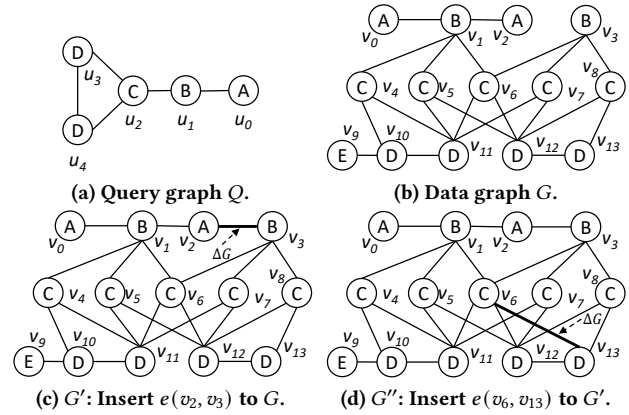 A B A B
v0 v1 v2 v3
D
u3
C B A
u2 u1 u0
D
u4
C C C C C
v4 v5 v6 v7 v8
v9 v10 v11 v12 v13
E D D D D
(a) Query graph Q.
(b) Data graph G.
A B A B
v0 v1 v2 v3
ΔG
C C C C C
v4 v5 v6 v7 v8
v9 v10 v11 v12 v13
E D D D D
A B A B
v0 v1 v2 v3
C C C C C
v4 v5 v6 v7 v8
ΔG
v9 v10 v11 v12 v13
E D D D D
(c) G′: Insert e(v2, v3) to G.
(d) G′′: Insert e(v6, v13) to G′.